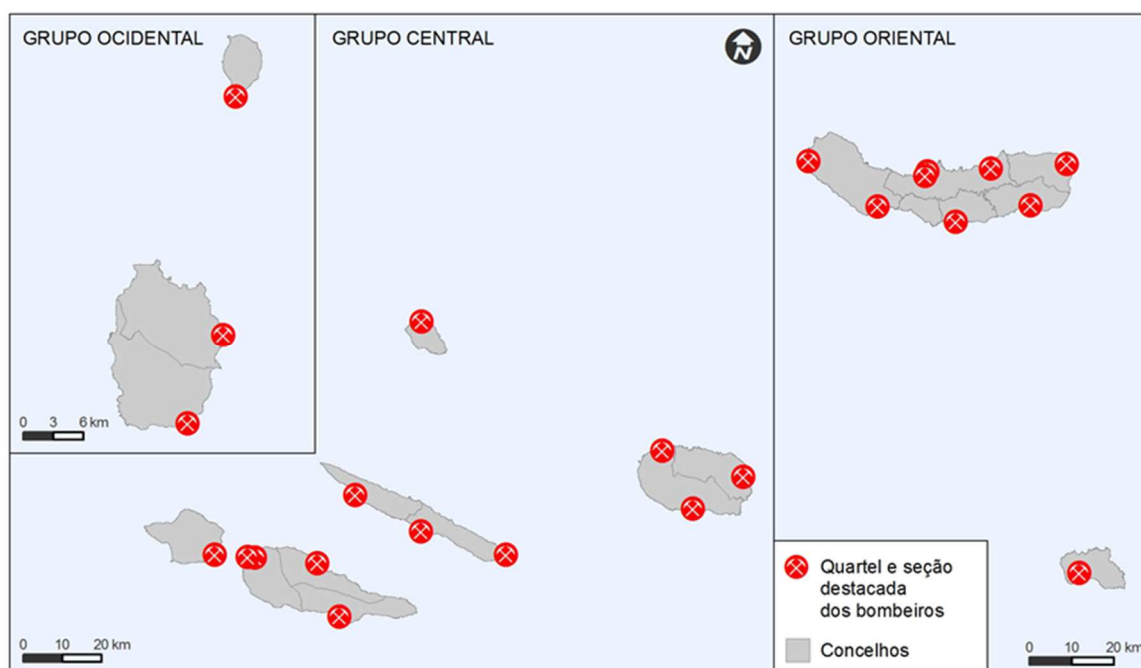 GRUPO OCIDENTAL
GRUPO CENTRAL
N
GRUPO ORIENTAL
0 3 6 km
0 10 20 km
Quartel e seção
destacada
dos bombeiros
Concelhos
0 10 20 km